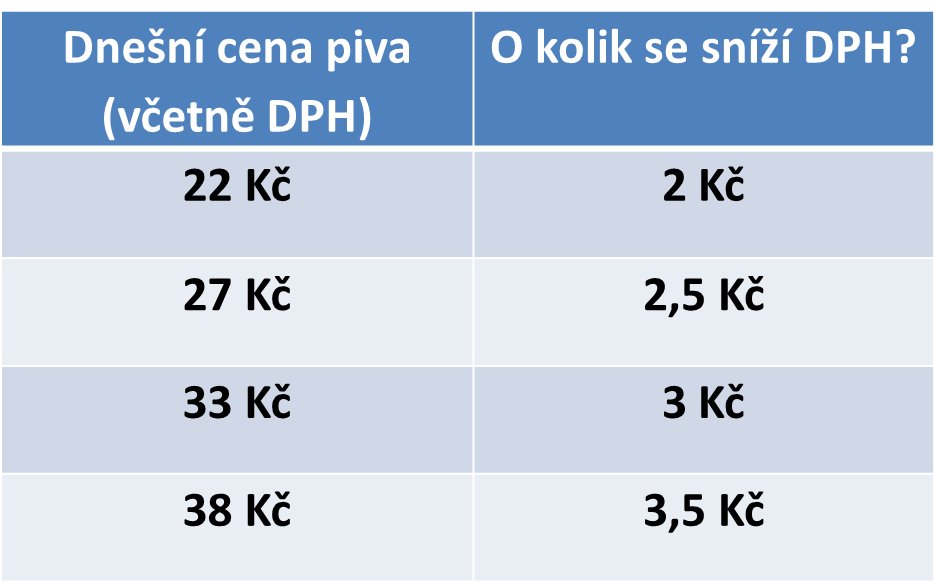 Dnešní cena piva
(včetně DPH)
O kolik se sníží DPH?
22 Kč
2 Kč
27 Kč
2,5 Kč
33 Kč
3 Kč
38 Kč
3,5 Kč